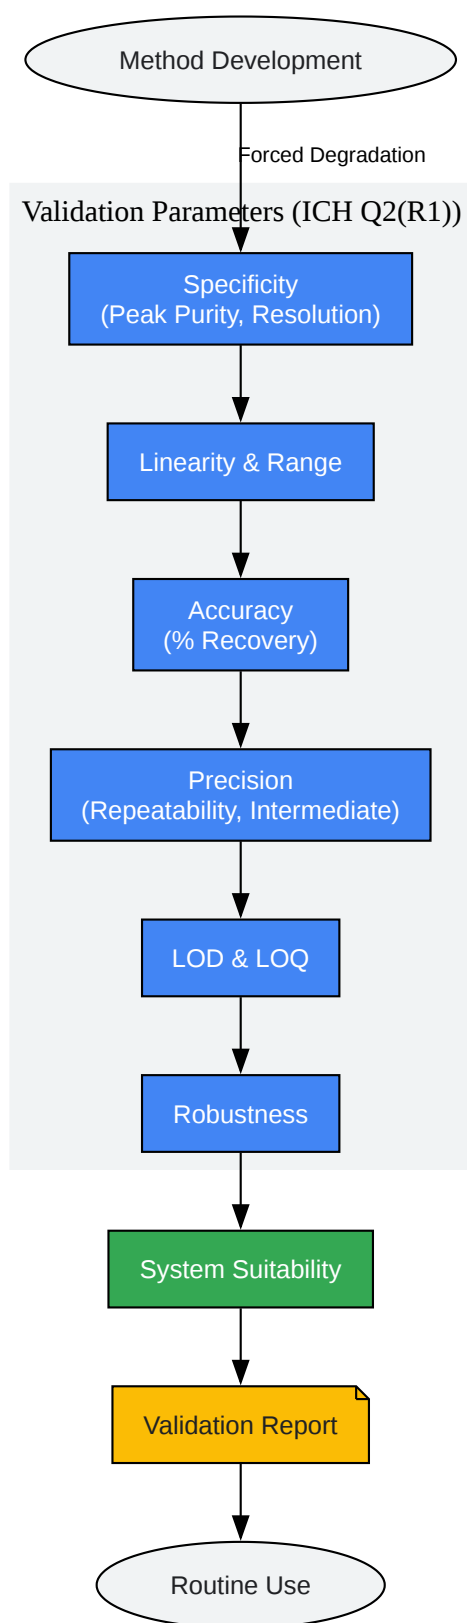 Method Development
Forced Degradation
Validation Parameters (ICH Q2(R1))
Specificity
(Peak Purity, Resolution)
Linearity & Range
Accuracy
(% Recovery)
Precision
(Repeatability, Intermediate)
LOD & LOQ
Robustness
System Suitability
Validation Report
Routine Use